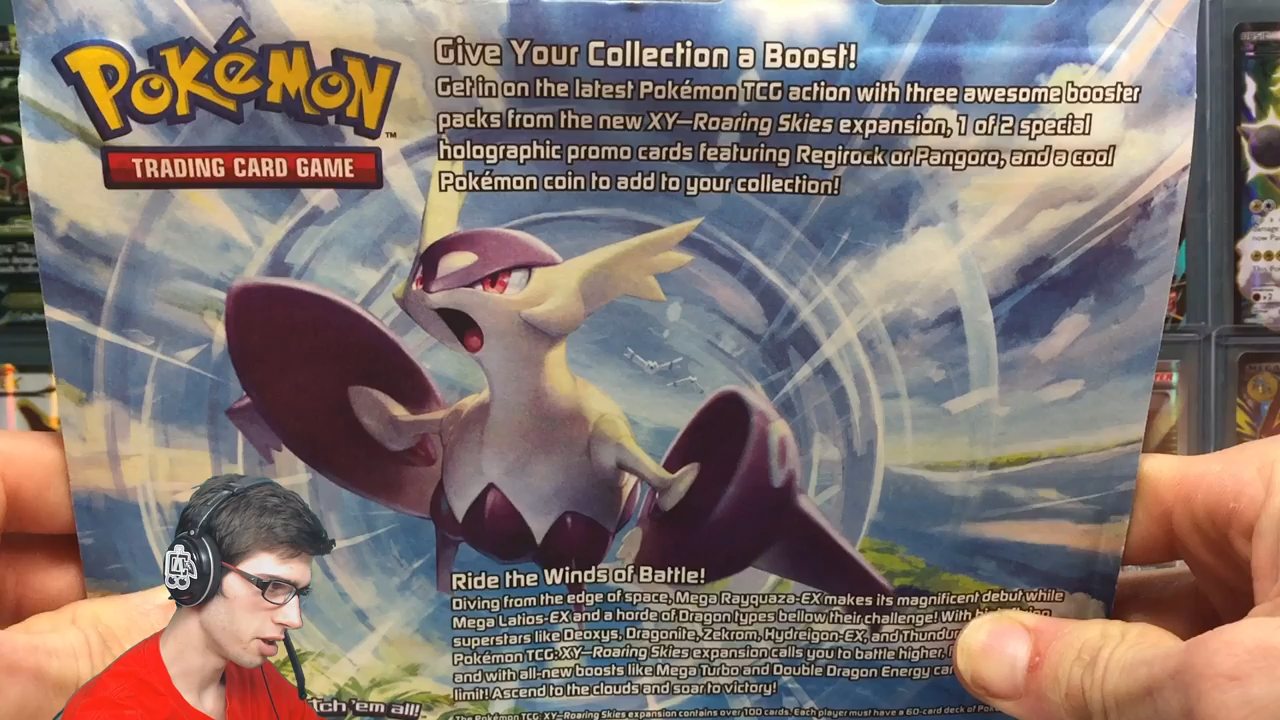 POKéMON
TRADING CARD GAME
Give Your Collection a Boost!
Get in on the latest Pokémon TCG action with three awesome booster
packs from the new XY—Roaring Skies expansion, 1 of 2 special
holographic promo cards featuring Regirock or Pangoro, and a cool
Pokémon coin to add to your collection!
Ride the Winds of Battle!
Diving from the edge of space, Mega Rayquaza-EX makes its magnificent debut while
Mega Latios-EX and a horde of Dragon types bellow their challenge! With
superstars like Deoxys, Dragonite, Zekrom, Hydreigon-EX, and Thundu
Pokémon TCG: XY—Roaring Skies expansion calls you to battle higher,
and with all-new boosts like Mega Turbo and Double Dragon Energy car
limit! Ascend to the clouds and soar to victory!
tch 'em all!
*The Pokémon TCG: XY—Roaring Skies expansion contains over 100 cards. Each player must have a 60-card deck of Pok